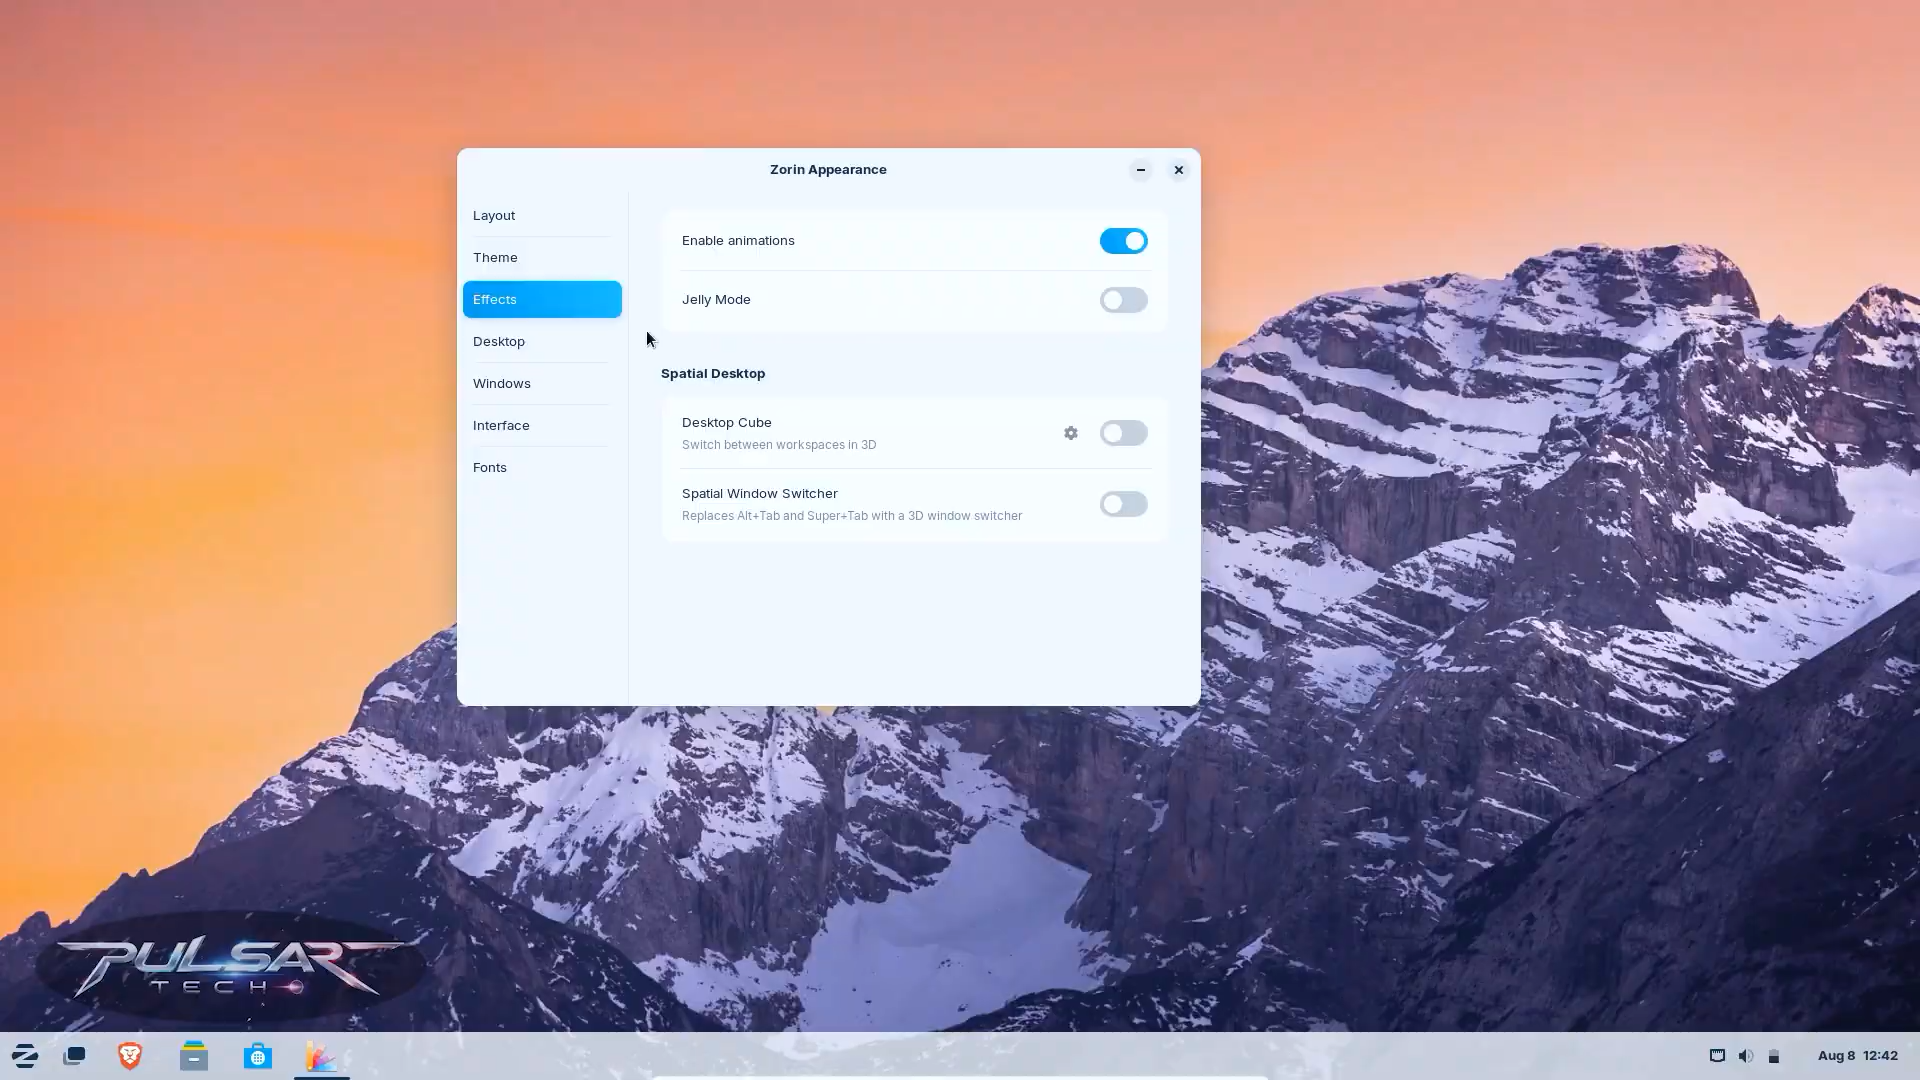 Zorin Appearance
Layout
Theme
Effects
Desktop
Windows
Interface
Fonts
Enable animations
Jelly Mode
Spatial Desktop
Desktop Cube
Switch between workspaces in 3D
Spatial Window Switcher
Replaces Alt+Tab and Super+Tab with a 3D window switcher
PULSAR
TECH
Aug 8 12:42